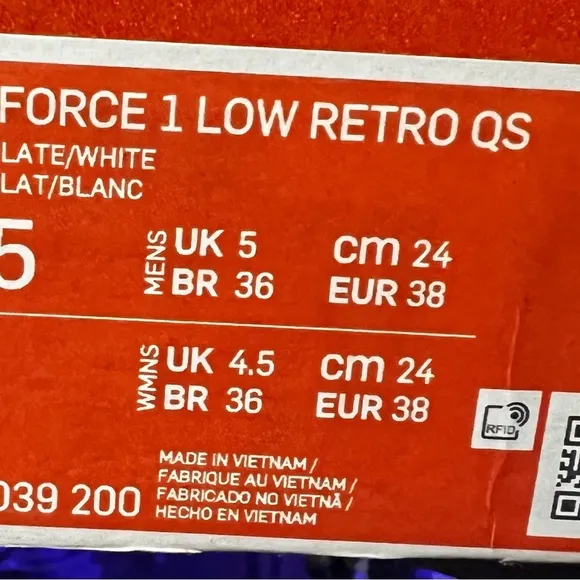 FORCE 1 LOW RETRO QS
LATE/WHITE
LAT/BLANC
5
MENS
UK 5 cm 24
BR 36 EUR 38
WMNS
UK 4.5 cm 24
BR 36 EUR 38
RFID
039 200
MADE IN VIETNAM /
FABRIQUE AU VIETNAM /
FABRICADO NO VIETNÃ /
HECHO EN VIETNAM